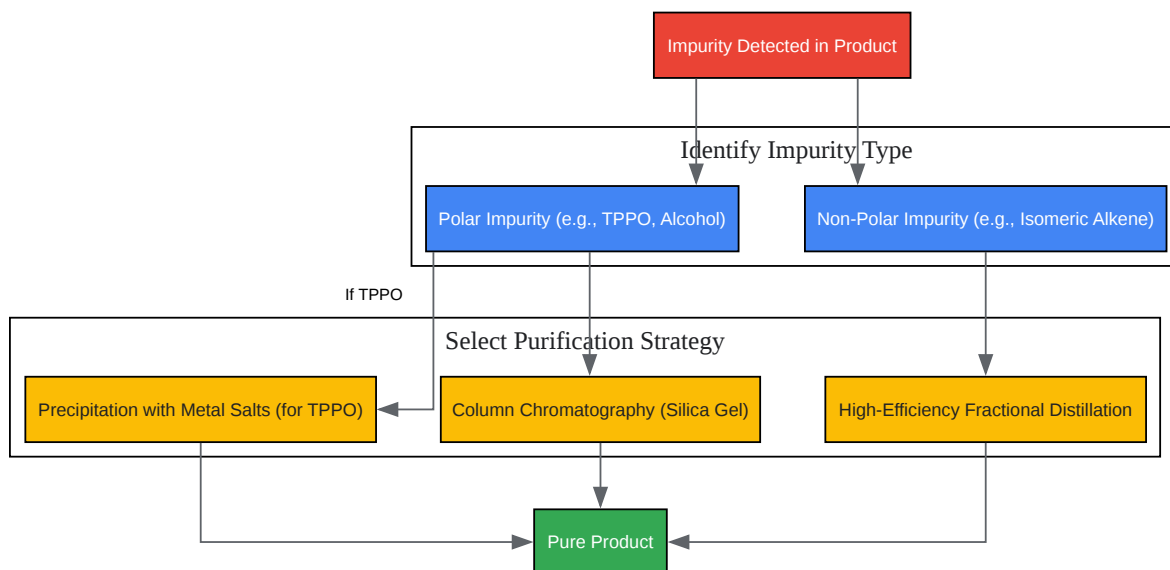 Impurity Detected in Product
Identify Impurity Type
Polar Impurity (e.g., TPPO, Alcohol)
Non-Polar Impurity (e.g., Isomeric Alkene)
If TPPO
Select Purification Strategy
Precipitation with Metal Salts (for TPPO)
Column Chromatography (Silica Gel)
High-Efficiency Fractional Distillation
Pure Product